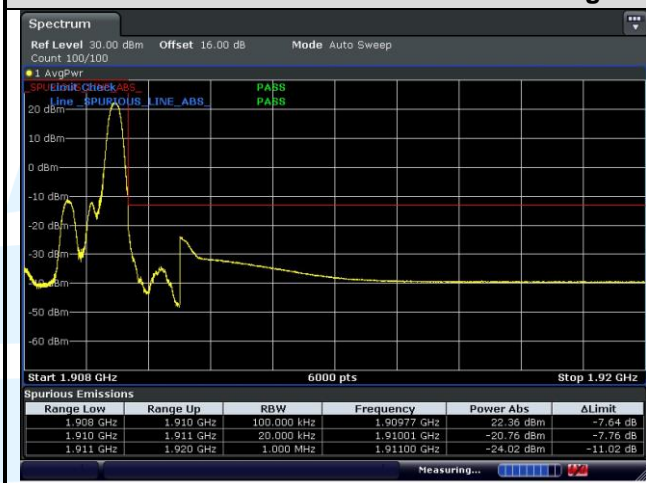 Spectrum
Ref Level 30.00 dBm Offset 16.00 dB Mode Auto Sweep
Count 100/100
1 AvgPwr
Limit Check PASS
Line _SPURIOUS_LINE_ABS_ PASS
20 dBm
10 dBm
0 dBm
-10 dBm
-20 dBm
-30 dBm
-40 dBm
-50 dBm
-60 dBm
Start 1.908 GHz 6000 pts Stop 1.92 GHz
Spurious Emissions
Range Low Range Up RBW Frequency Power Abs ΔLimit
1.908 GHz 1.910 GHz 100.000 kHz 1.90977 GHz 22.36 dBm -7.64 dB
1.910 GHz 1.911 GHz 20.000 kHz 1.91001 GHz -20.76 dBm -7.76 dB
1.911 GHz 1.920 GHz 1.000 MHz 1.91100 GHz -24.02 dBm -11.02 dB
Measuring...